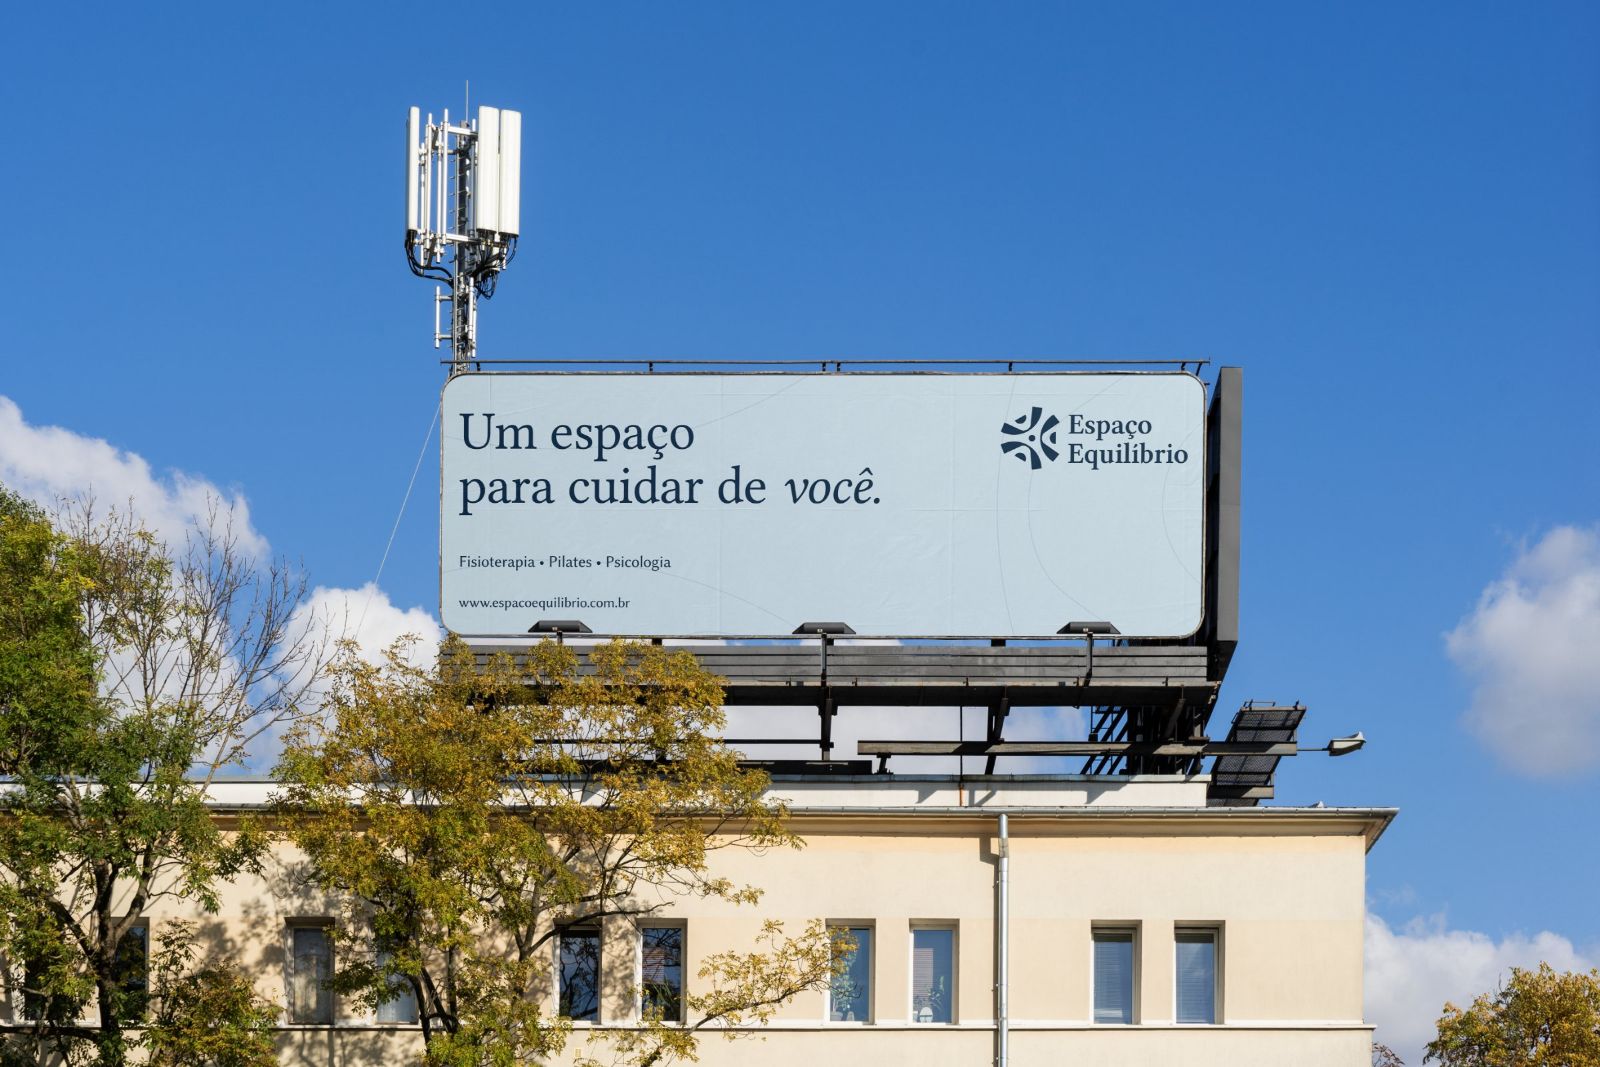 Um espaço
para cuidar de você.
Espaço
Equilíbrio
Fisioterapia • Pilates • Psicologia
www.espacoequilibrio.com.br